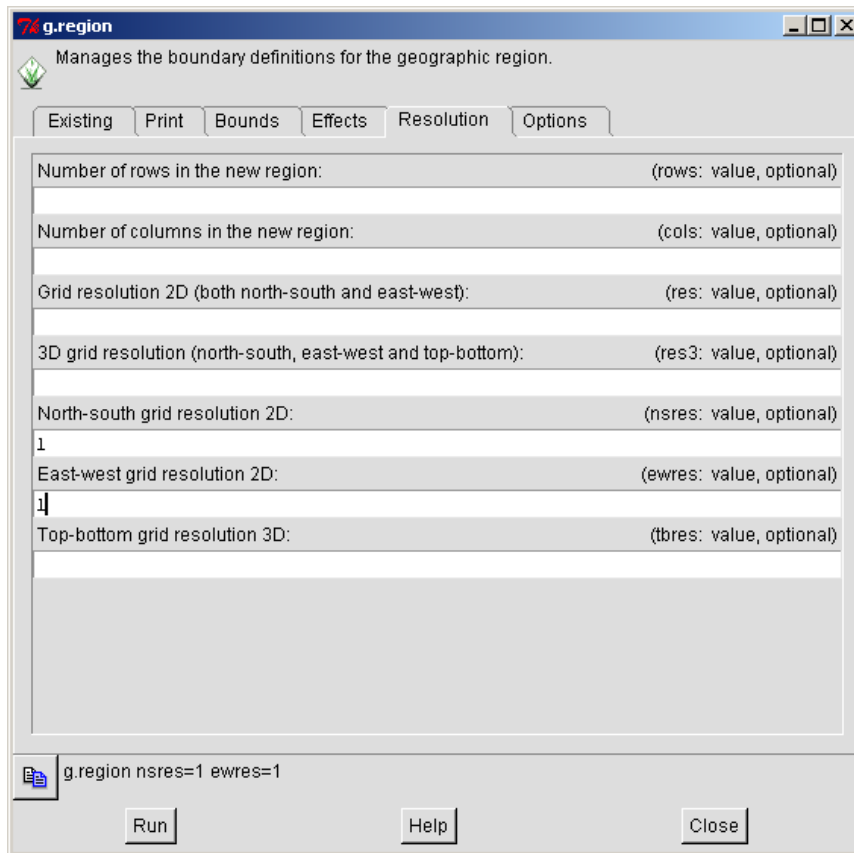 g.region
Manages the boundary definitions for the geographic region.
Existing Print Bounds Effects Resolution Options
Number of rows in the new region: (rows: value, optional)
Number of columns in the new region: (cols: value, optional)
Grid resolution 2D (both north-south and east-west): (res: value, optional)
3D grid resolution (north-south, east-west and top-bottom): (res3: value, optional)
North-south grid resolution 2D: (nsres: value, optional)
1
East-west grid resolution 2D: (ewres: value, optional)
1
Top-bottom grid resolution 3D: (tbres: value, optional)
g.region nsres=1 ewres=1
Run Help Close